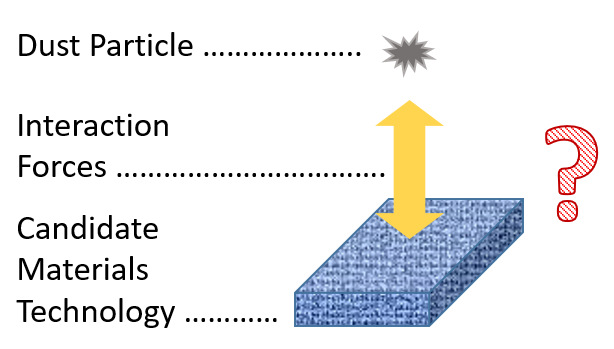 Dust Particle ………………..
Interaction
Forces …………………………….
Candidate
Materials
Technology …………
?